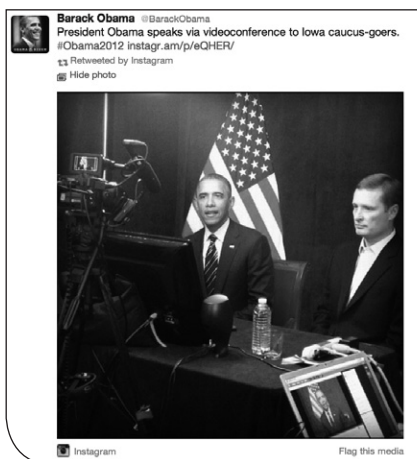 Barack Obama @BarackObama
President Obama speaks via videoconference to Iowa caucus-goers.
#Obama2012 instagr.am/p/eQHER/
Retweeted by Instagram
Hide photo
Instagram
Flag this media